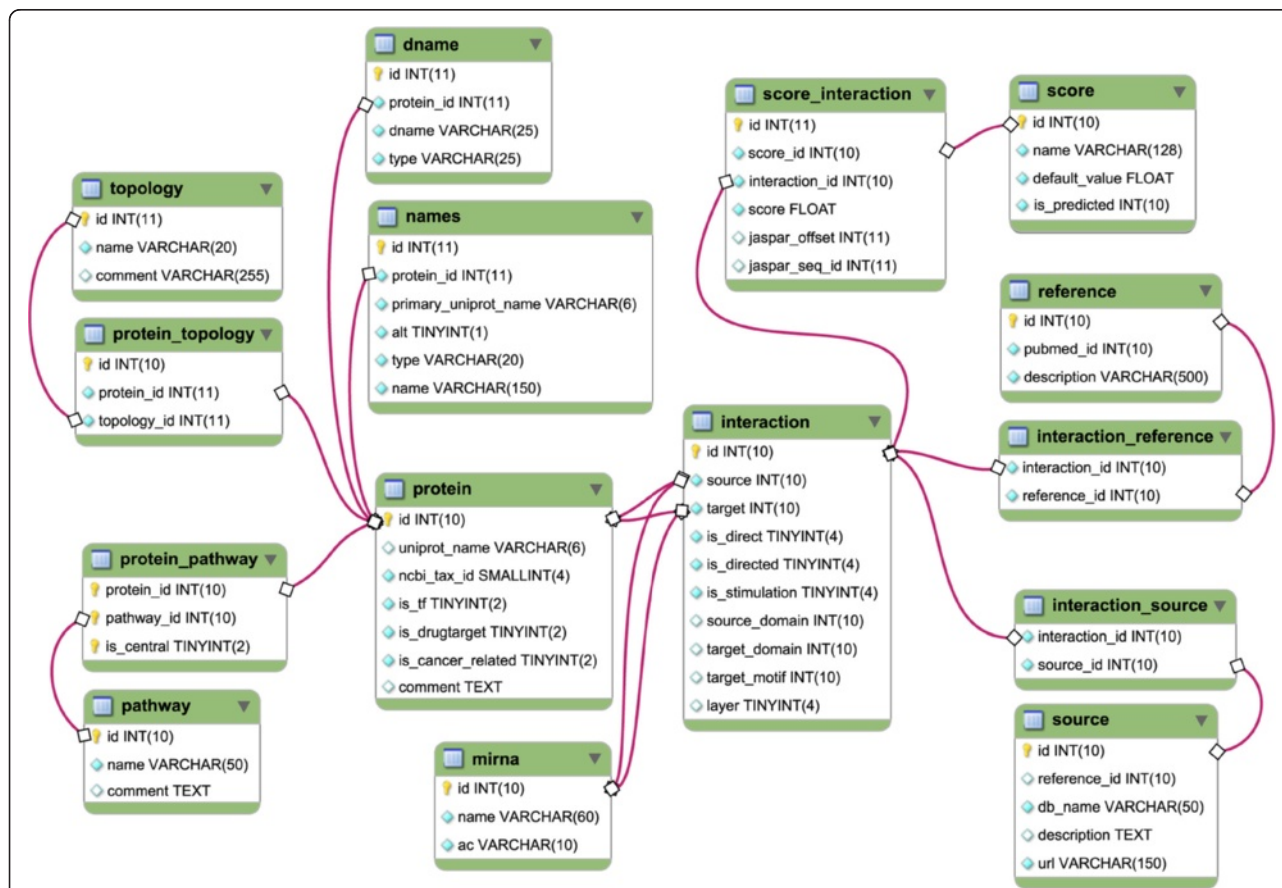 dname
id INT(11)
protein_id INT(11)
dname VARCHAR(25)
type VARCHAR(25)
topology
id INT(11)
name VARCHAR(20)
comment VARCHAR(255)
names
id INT(11)
protein_id INT(11)
primary_uniprot_name VARCHAR(6)
alt TINYINT(1)
type VARCHAR(20)
name VARCHAR(150)
protein_topology
id INT(10)
protein_id INT(11)
topology_id INT(11)
protein
id INT(10)
uniprot_name VARCHAR(6)
ncbi_tax_id SMALLINT(4)
is_tf TINYINT(2)
is_drugtarget TINYINT(2)
is_cancer_related TINYINT(2)
comment TEXT
protein_pathway
protein_id INT(10)
pathway_id INT(10)
is_central TINYINT(2)
pathway
id INT(10)
name VARCHAR(50)
comment TEXT
mirna
id INT(10)
name VARCHAR(60)
ac VARCHAR(10)
score_interaction
id INT(11)
score_id INT(10)
interaction_id INT(10)
score FLOAT
jaspar_offset INT(11)
jaspar_seq_id INT(11)
score
id INT(10)
name VARCHAR(128)
default_value FLOAT
is_predicted INT(10)
reference
id INT(10)
pubmed_id INT(10)
description VARCHAR(500)
interaction
id INT(10)
source INT(10)
target INT(10)
is_direct TINYINT(4)
is_directed TINYINT(4)
is_stimulation TINYINT(4)
source_domain INT(10)
target_domain INT(10)
target_motif INT(10)
layer TINYINT(4)
interaction_reference
interaction_id INT(10)
reference_id INT(10)
interaction_source
interaction_id INT(10)
source_id INT(10)
source
id INT(10)
reference_id INT(10)
db_name VARCHAR(50)
description TEXT
url VARCHAR(150)